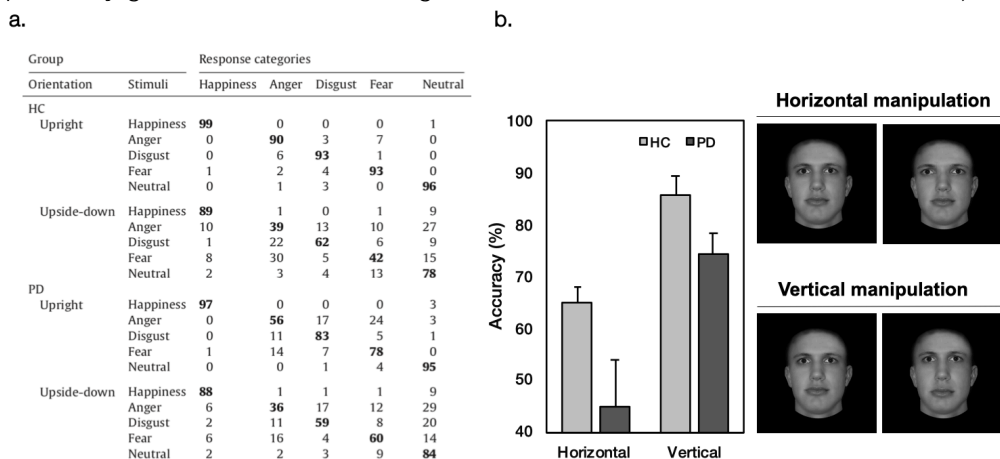 a.
Group Response categories
Orientation Stimuli Happiness Anger Disgust Fear Neutral
HC
Upright Happiness 99 0 0 0 1
Anger 0 90 3 7 0
Disgust 0 6 93 1 0
Fear 1 2 4 93 0
Neutral 0 1 3 0 96
Upside-down Happiness 89 1 0 1 9
Anger 10 39 13 10 27
Disgust 1 22 62 6 9
Fear 8 30 5 42 15
Neutral 2 3 4 13 78
PD
Upright Happiness 97 0 0 0 3
Anger 0 56 17 24 3
Disgust 0 11 83 5 1
Fear 1 14 7 78 0
Neutral 0 0 1 4 95
Upside-down Happiness 88 1 1 1 9
Anger 6 36 17 12 29
Disgust 2 11 59 8 20
Fear 6 16 4 60 14
Neutral 2 2 3 9 84
b.
Accuracy (%)
100
90
80
70
60
50
40
HC PD
Horizontal Vertical
Horizontal manipulation
Vertical manipulation